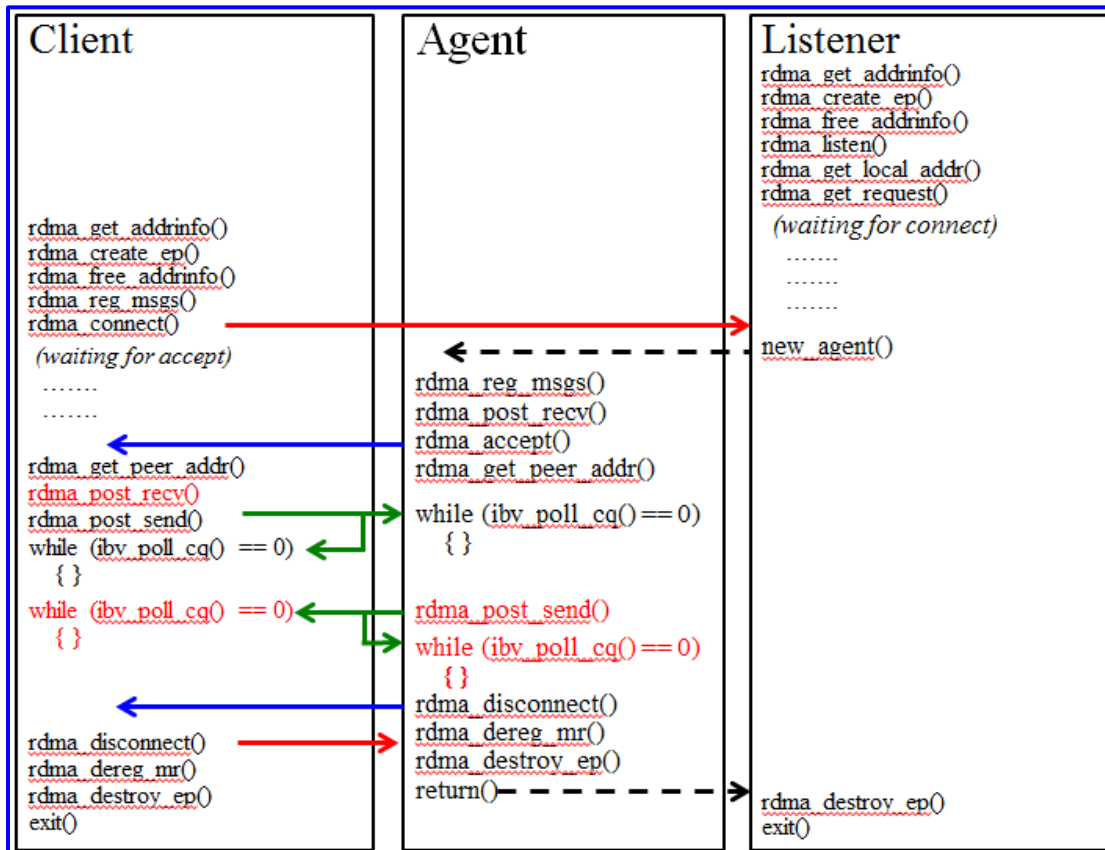 Client
rdma_get_addrinfo()
rdma_create_ep()
rdma_free_addrinfo()
rdma_reg_msgs()
rdma_connect()
(waiting for accept)
.......
.......
rdma_get_peer_addr()
rdma_post_recv()
rdma_post_send()
while (ibv_poll_cq() == 0)
{ }
while (ibv_poll_cq() == 0)
{ }
rdma_disconnect()
rdma_dereg_mr()
rdma_destroy_ep()
exit()
Agent
rdma_reg_msgs()
rdma_post_recv()
rdma_accept()
rdma_get_peer_addr()
while (ibv_poll_cq() == 0)
{ }
rdma_post_send()
while (ibv_poll_cq() == 0)
{ }
rdma_disconnect()
rdma_dereg_mr()
rdma_destroy_ep()
return()
Listener
rdma_get_addrinfo()
rdma_create_ep()
rdma_free_addrinfo()
rdma_listen()
rdma_get_local_addr()
rdma_get_request()
(waiting for connect)
.......
.......
.......
new_agent()
rdma_destroy_ep()
exit()